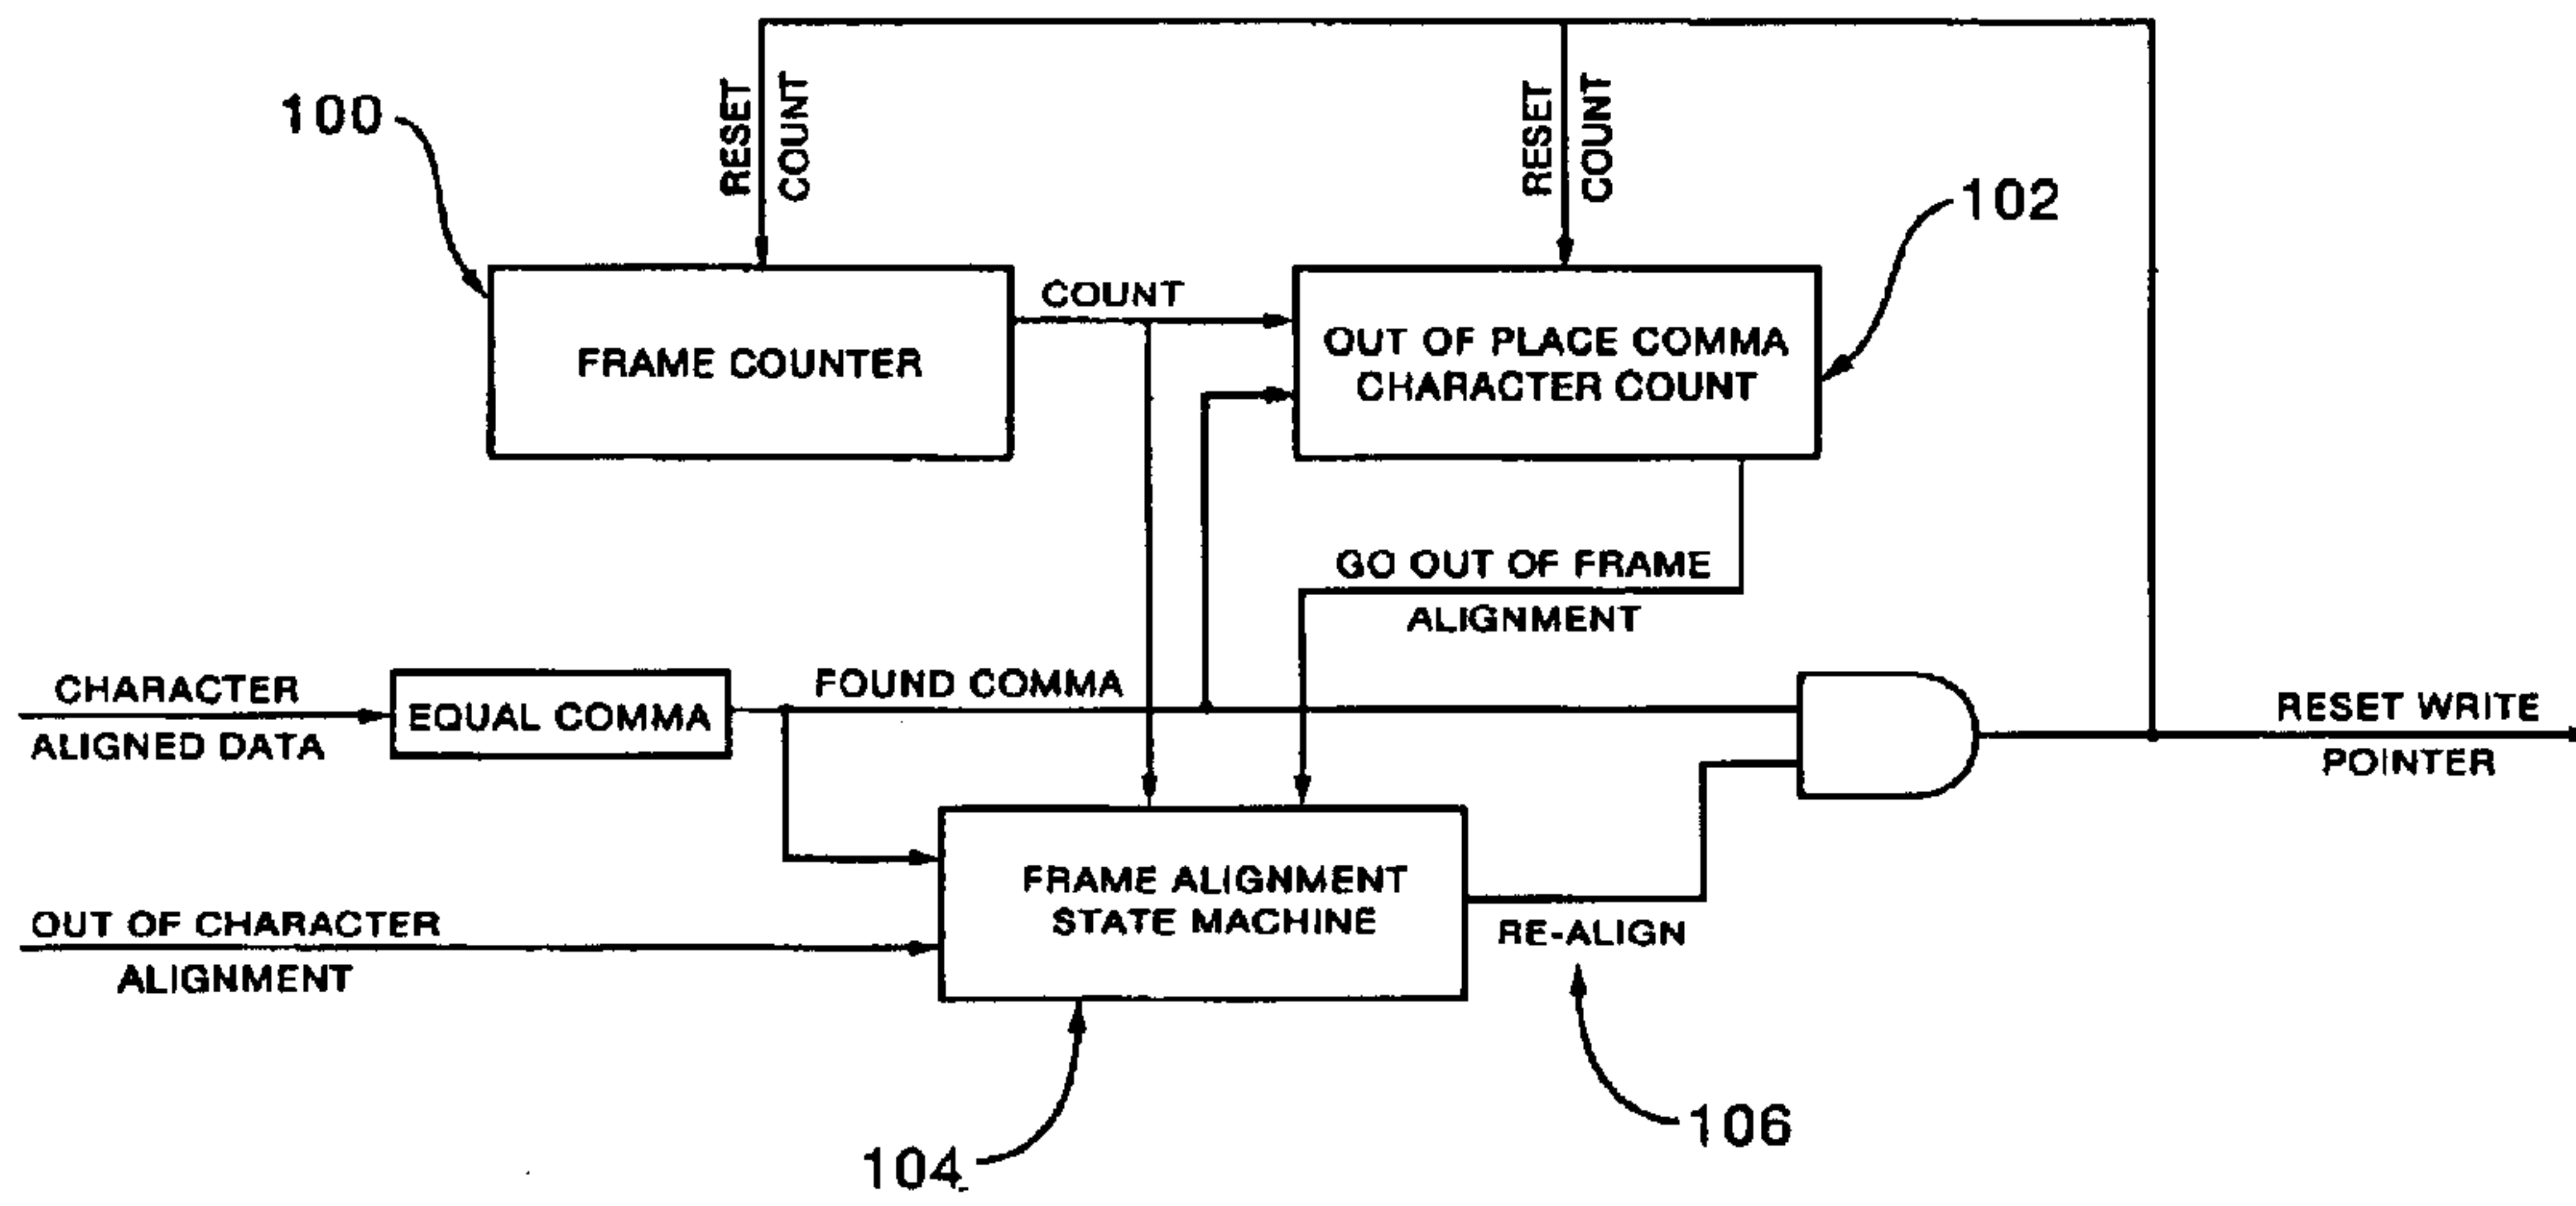 RESET
COUNT
RESET
COUNT
100
102
COUNT
FRAME COUNTER
OUT OF PLACE COMMA
CHARACTER COUNT
GO OUT OF FRAME
ALIGNMENT
CHARACTER
ALIGNED DATA
EQUAL COMMA
FOUND COMMA
RESET WRITE
POINTER
FRAME ALIGNMENT
STATE MACHINE
OUT OF CHARACTER
ALIGNMENT
RE-ALIGN
106
104